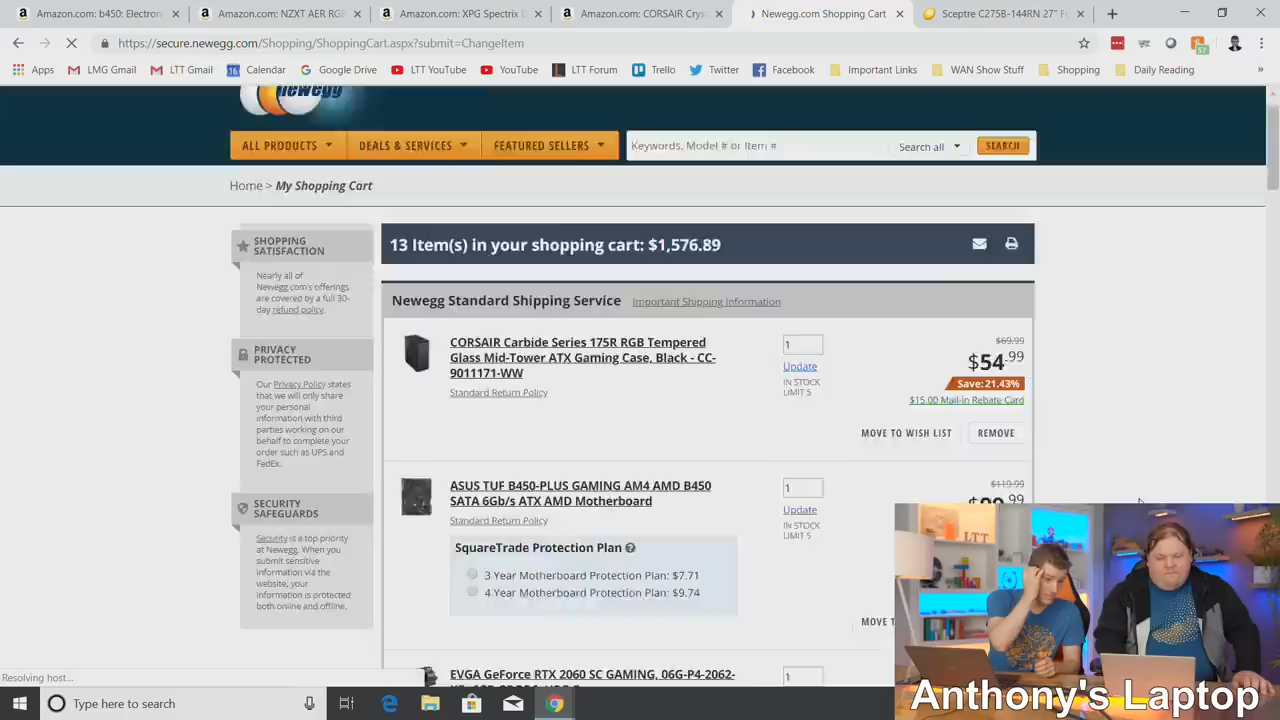 Amazon.com: b450: Electron
Amazon.com: NZXT AER RGB
Amazon.com: XPG Spectrix D
Amazon.com: CORSAIR Crys
Newegg.com Shopping Cart
Sceptre C275B-144RN 27" F
https://secure.newegg.com/Shopping/ShoppingCart.aspx?submit=ChangeItem
57
Apps
LMG Gmail
LTT Gmail
16
Calendar
Google Drive
LTT YouTube
YouTube
LTT Forum
Trello
Twitter
Facebook
Important Links
WAN Show Stuff
Shopping
Daily Reading
newegg
ALL PRODUCTS
DEALS & SERVICES
FEATURED SELLERS
Keywords, Model # or Item #
Search all
SEARCH
Home > My Shopping Cart
SHOPPING
SATISFACTION
Nearly all of
Newegg.com's offerings
are covered by a full 30-
day refund policy.
PRIVACY
PROTECTED
Our Privacy Policy states
that we will only share
your personal
information with third
parties working on our
behalf to complete your
order such as UPS and
FedEx.
SECURITY
SAFEGUARDS
Security is a top priority
at Newegg. When you
submit sensitive
information via the
website, your
information is protected
both online and offline.
13 Item(s) in your shopping cart: $1,576.89
Newegg Standard Shipping Service
Important Shipping Information
CORSAIR Carbide Series 175R RGB Tempered
Glass Mid-Tower ATX Gaming Case, Black - CC-
9011171-WW
Standard Return Policy
1
Update
IN STOCK
LIMIT 5
$69.99
$54.99
Save: 21.43%
$15.00 Mail-in Rebate Card
MOVE TO WISH LIST
REMOVE
ASUS TUF B450-PLUS GAMING AM4 AMD B450
SATA 6Gb/s ATX AMD Motherboard
Standard Return Policy
1
Update
IN STOCK
LIMIT 5
$119.99
.99
SquareTrade Protection Plan
3 Year Motherboard Protection Plan: $7.71
4 Year Motherboard Protection Plan: $9.74
MOVE T
EVGA GeForce RTX 2060 SC GAMING, 06G-P4-2062-
1
LTT
Resolving host...
Type here to search
Anthony's Laptop